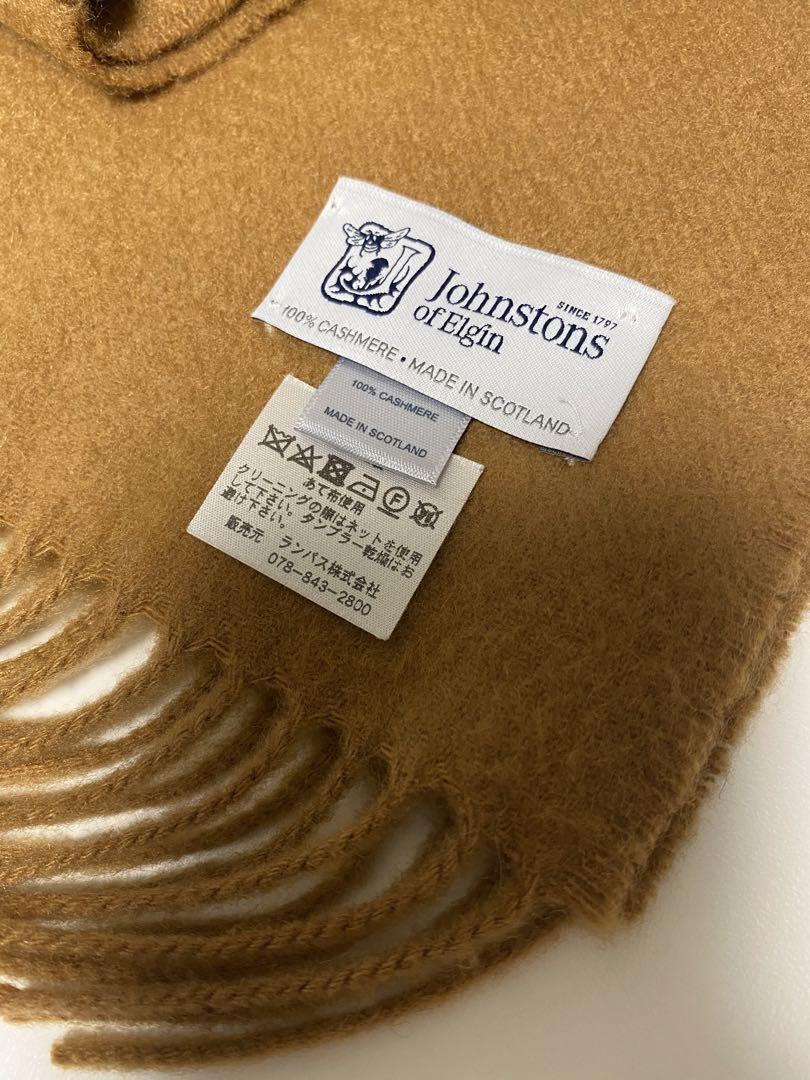 Johnstons
of Elgin
SINCE 1797
100% CASHMERE • MADE IN SCOTLAND
100% CASHMERE
MADE IN SCOTLAND
F
あて布使用
クリーニングの際はネットを使用
して下さい。タンブラー乾燥はお
避け下さい。
販売元 ランバス株式会社
078-843-2800